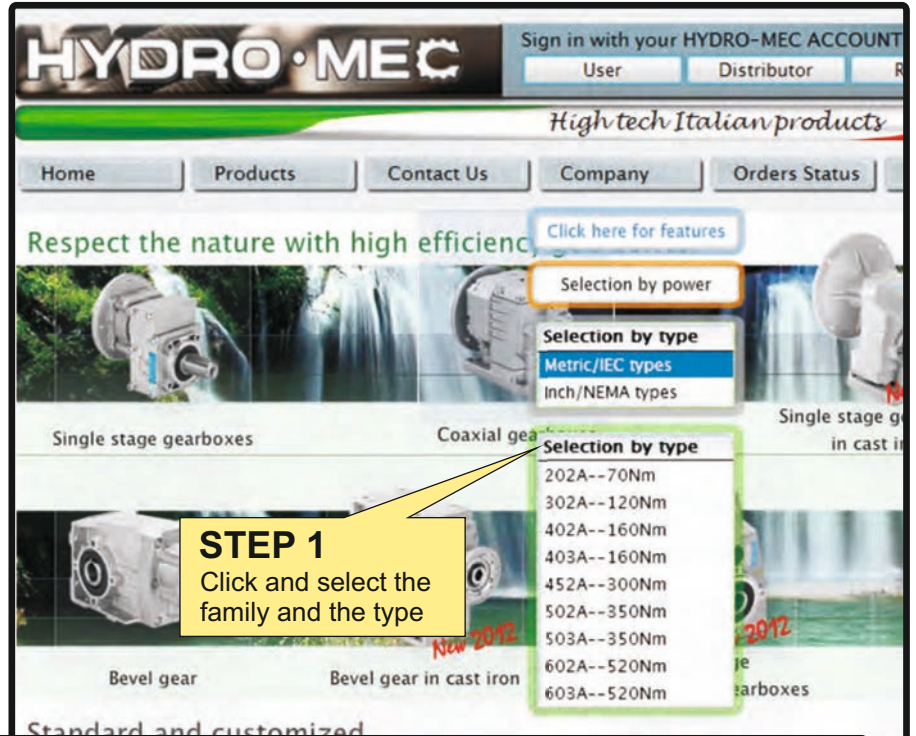 HYDRO·MEC
Sign in with your HYDRO-MEC ACCOUNT
User
Distributor
High tech Italian products
Home
Products
Contact Us
Company
Orders Status
Respect the nature with high
Click here for features
Selection by power
Selection by type
Metric/IEC types
Inch/NEMA types
Single stage gearboxes
Coaxial
Single stage
in cast
Selection by type
202A--70Nm
302A--120Nm
402A--160Nm
403A--160Nm
452A--300Nm
502A--350Nm
503A--350Nm
602A--520Nm
603A--520Nm
STEP 1
Click and select the
family and the type
New 2012
2012
Bevel gear
Bevel gear in cast iron
earboxes
Standard and customized